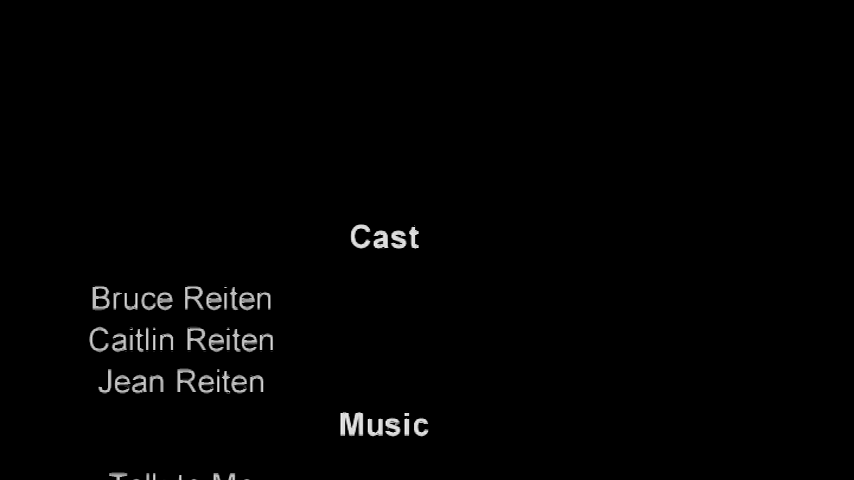 Cast
Bruce Reiten
Caitlin Reiten
Jean Reiten
Music